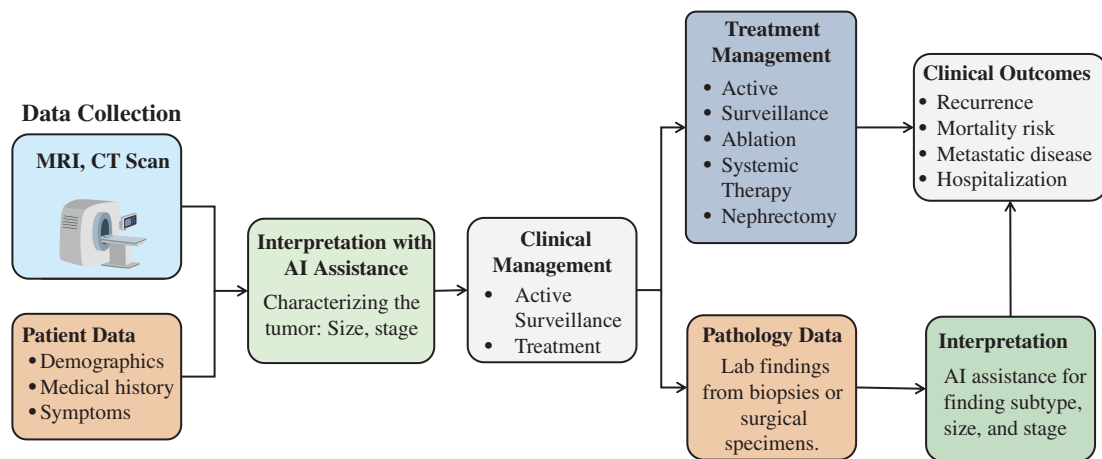 Data Collection
MRI, CT Scan
Patient Data
• Demographics
• Medical history
• Symptoms
Interpretation with
AI Assistance
Characterizing the
tumor: Size, stage
Clinical
Management
• Active
Surveillance
• Treatment
Treatment
Management
• Active
• Surveillance
• Ablation
• Systemic
Therapy
• Nephrectomy
Pathology Data
Lab findings
from biopsies or
surgical
specimens.
Interpretation
AI assistance for
finding subtype,
size, and stage
Clinical Outcomes
• Recurrence
• Mortality risk
• Metastatic disease
• Hospitalization